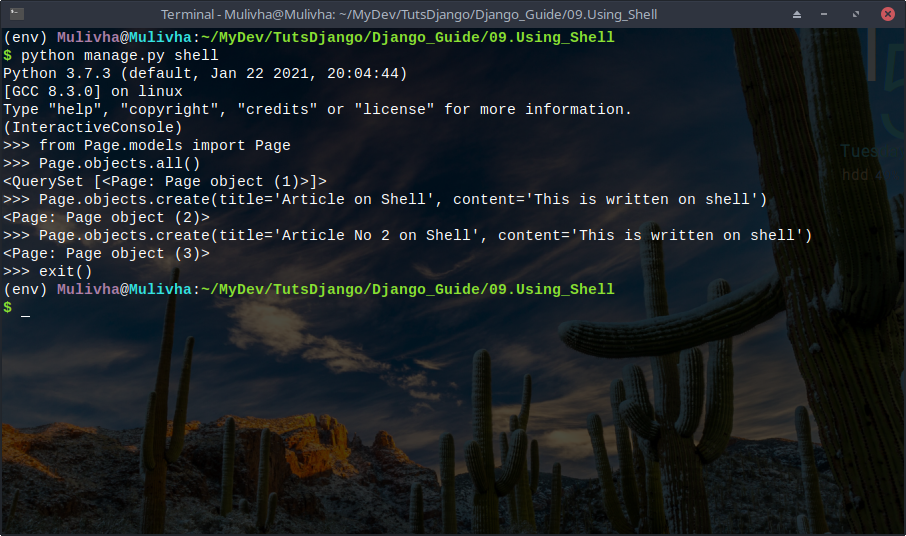 Terminal - Mulivha@Mulivha: ~/MyDev/TutsDjango/Django_Guide/09.Using_Shell
(env) Mulivha@Mulivha:~/MyDev/TutsDjango/Django_Guide/09.Using_Shell
$ python manage.py shell
Python 3.7.3 (default, Jan 22 2021, 20:04:44)
[GCC 8.3.0] on linux
Type "help", "copyright", "credits" or "license" for more information.
(InteractiveConsole)
>>> from Page.models import Page
>>> Page.objects.all()
<QuerySet [<Page: Page object (1)>]>
>>> Page.objects.create(title='Article on Shell', content='This is written on shell')
<Page: Page object (2)>
>>> Page.objects.create(title='Article No 2 on Shell', content='This is written on shell')
<Page: Page object (3)>
>>> exit()
(env) Mulivha@Mulivha:~/MyDev/TutsDjango/Django_Guide/09.Using_Shell
$ _
hdd